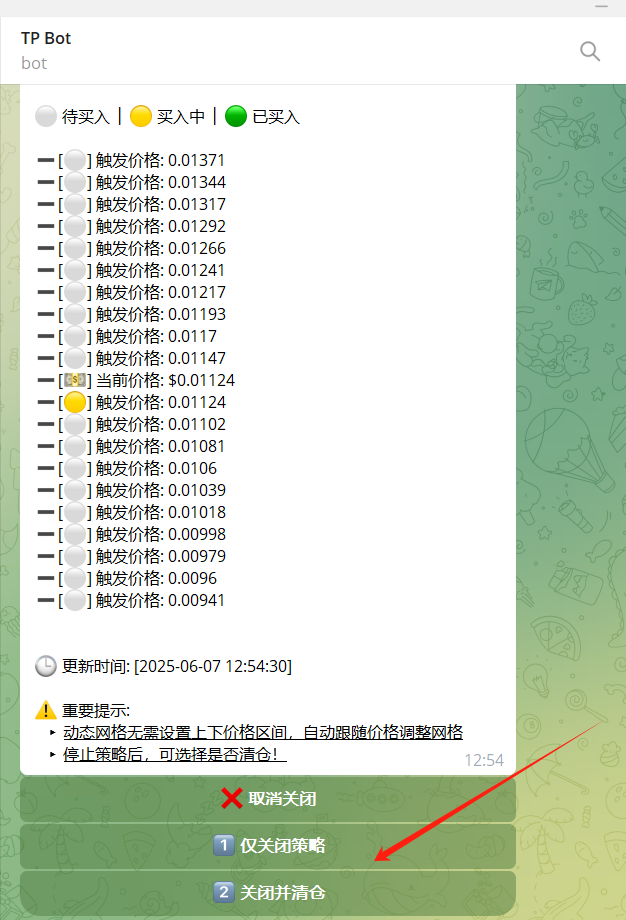 TP Bot
bot
⚪ 待买入 | 🟡 买入中 | 🟢 已买入
➖[⚪] 触发价格: 0.01371
➖[⚪] 触发价格: 0.01344
➖[⚪] 触发价格: 0.01317
➖[⚪] 触发价格: 0.01292
➖[⚪] 触发价格: 0.01266
➖[⚪] 触发价格: 0.01241
➖[⚪] 触发价格: 0.01217
➖[⚪] 触发价格: 0.01193
➖[⚪] 触发价格: 0.0117
➖[⚪] 触发价格: 0.01147
➖[💵] 当前价格: $0.01124
➖[🟡] 触发价格: 0.01124
➖[⚪] 触发价格: 0.01102
➖[⚪] 触发价格: 0.01081
➖[⚪] 触发价格: 0.0106
➖[⚪] 触发价格: 0.01039
➖[⚪] 触发价格: 0.01018
➖[⚪] 触发价格: 0.00998
➖[⚪] 触发价格: 0.00979
➖[⚪] 触发价格: 0.0096
➖[⚪] 触发价格: 0.00941
🕒 更新时间: [2025-06-07 12:54:30]
⚠️ 重要提示:
‣ 动态网格无需设置上下价格区间，自动跟随价格调整网格
‣ 停止策略后，可选择是否清仓！
12:54
❌ 取消关闭
1️⃣ 仅关闭策略
2️⃣ 关闭并清仓